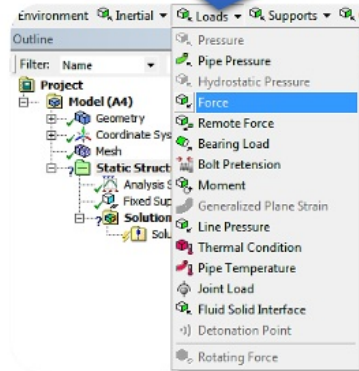 Environment Inertial Loads Supports
Outline
Filter: Name
Project
Model (A4)
Geometry
Coordinate Sys
Mesh
Static Struct
Analysis S
Fixed Sup
Solution
Solu
Pressure
Pipe Pressure
Hydrostatic Pressure
Force
Remote Force
Bearing Load
Bolt Pretension
Moment
Generalized Plane Strain
Line Pressure
Thermal Condition
Pipe Temperature
Joint Load
Fluid Solid Interface
Detonation Point
Rotating Force